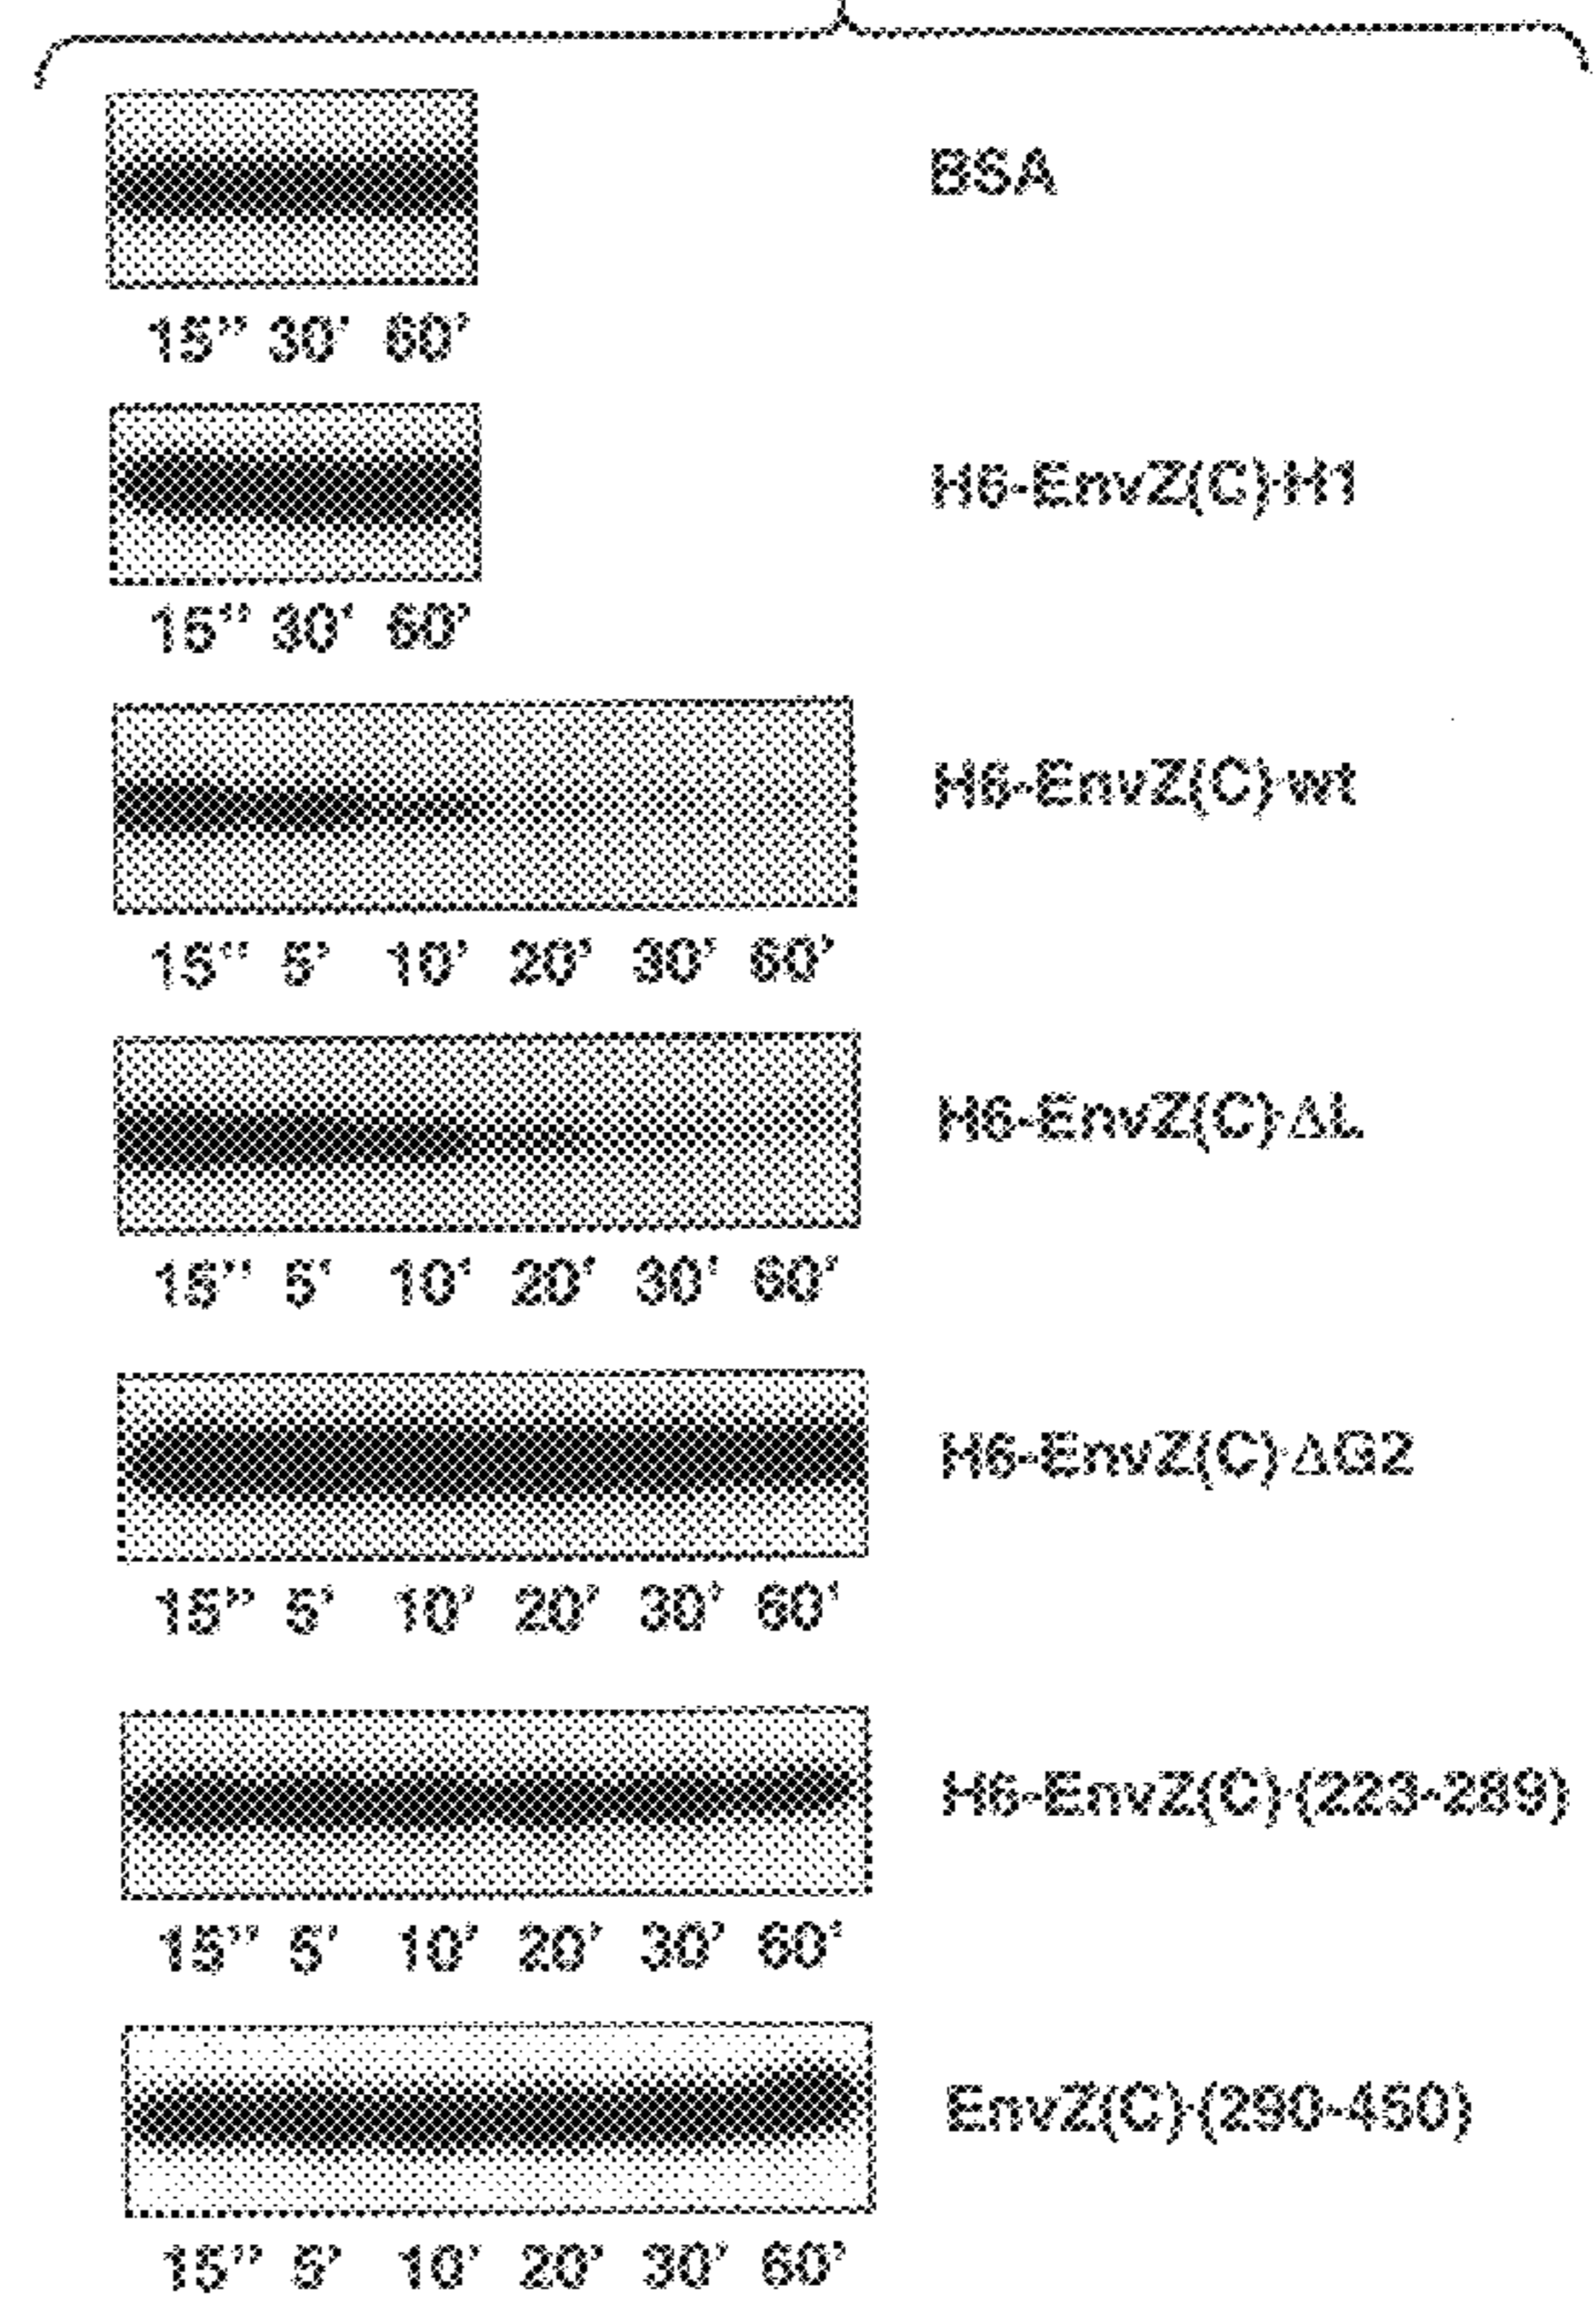 BSA
15" 30' 60'
H6-EnvZ(C)·H1
15" 30' 60'
H6-EnvZ(C)·wt
15" 5' 10' 20' 30' 60'
H6-EnvZ(C)·ΔL
15" 5' 10' 20' 30' 60'
H6-EnvZ(C)·ΔG2
15" 5' 10' 20' 30' 60'
H6-EnvZ(C)·(223-289)
15" 5' 10' 20' 30' 60'
EnvZ(C)·(290-450)
15" 5' 10' 20' 30' 60'